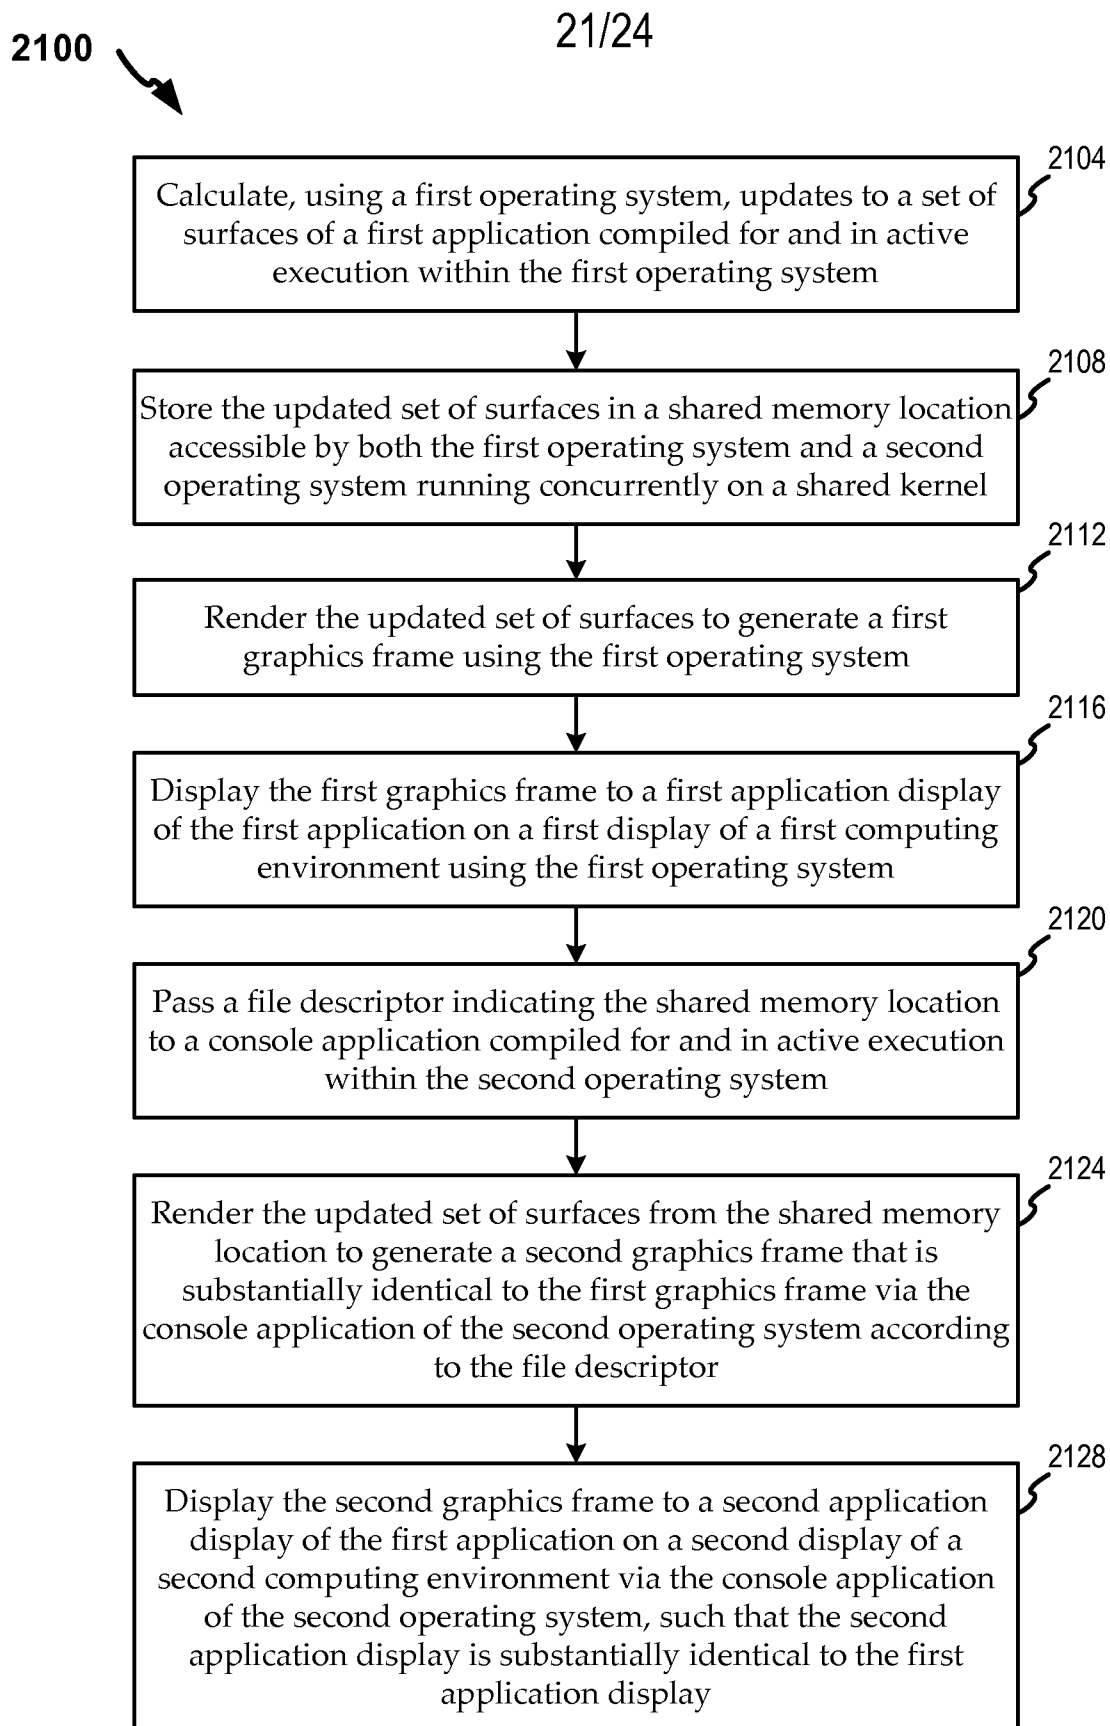 21/24
2100
2104
Calculate, using a first operating system, updates to a set of
surfaces of a first application compiled for and in active
execution within the first operating system
2108
Store the updated set of surfaces in a shared memory location
accessible by both the first operating system and a second
operating system running concurrently on a shared kernel
2112
Render the updated set of surfaces to generate a first
graphics frame using the first operating system
2116
Display the first graphics frame to a first application display
of the first application on a first display of a first computing
environment using the first operating system
2120
Pass a file descriptor indicating the shared memory location
to a console application compiled for and in active execution
within the second operating system
2124
Render the updated set of surfaces from the shared memory
location to generate a second graphics frame that is
substantially identical to the first graphics frame via the
console application of the second operating system according
to the file descriptor
2128
Display the second graphics frame to a second application
display of the first application on a second display of a
second computing environment via the console application
of the second operating system, such that the second
application display is substantially identical to the first
application display